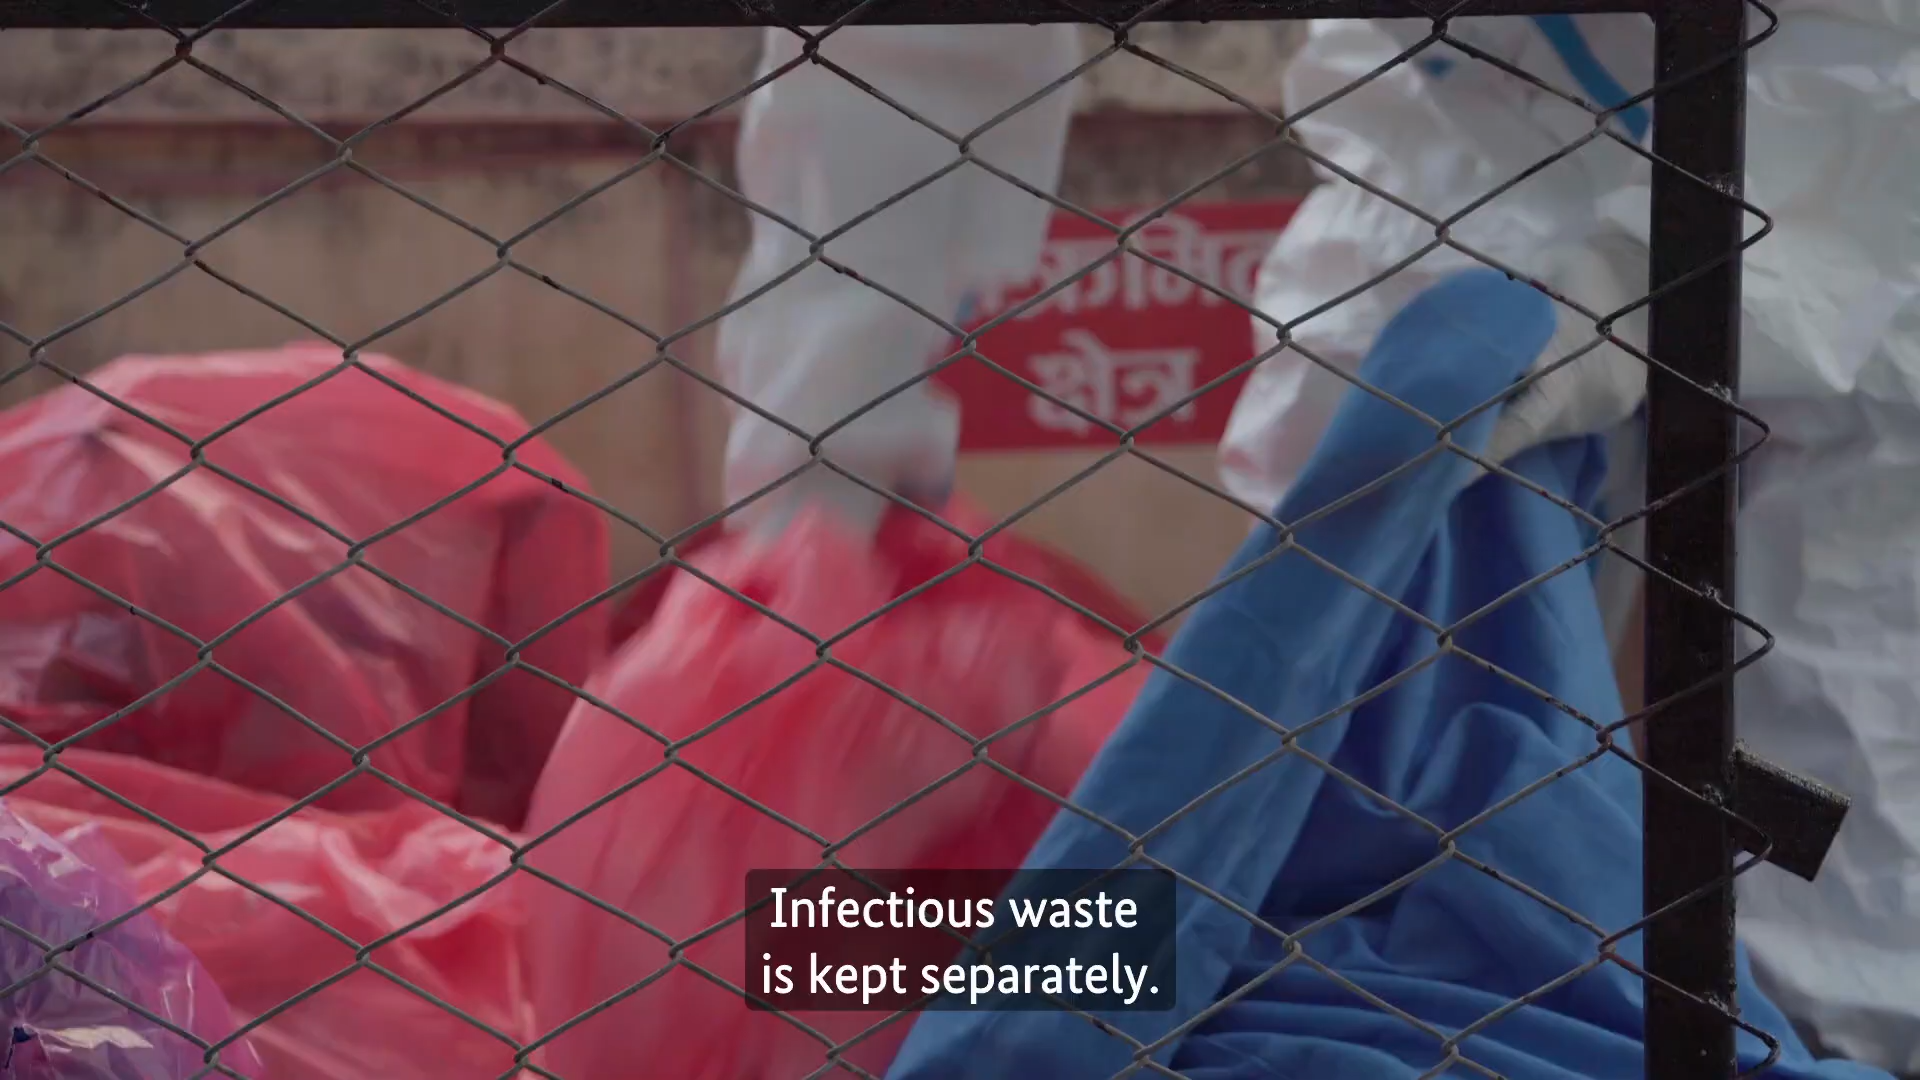 क्षेत्र
Infectious waste
is kept separately.